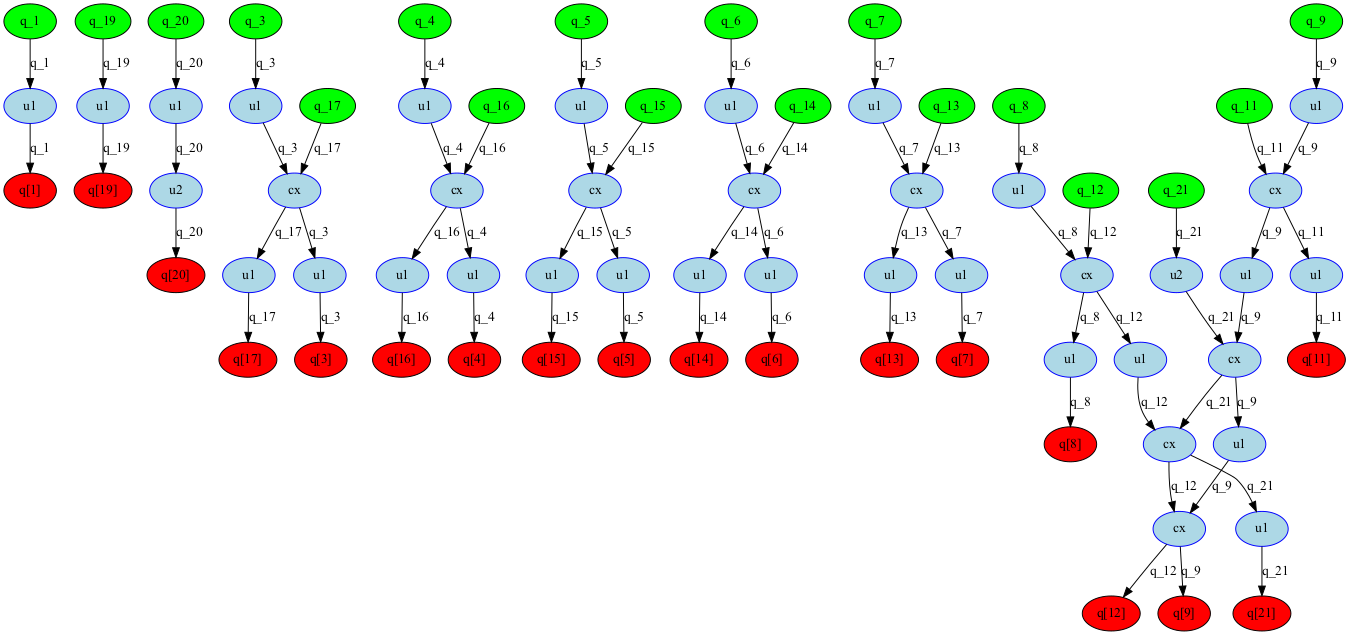 q_1 q_19 q_20 q_3 q_4 q_5 q_6 q_7 q_9
q_1 q_19 q_20 q_3 q_4 q_5 q_6 q_7 q_9
u1 u1 u1 u1 q_17 u1 q_16 u1 q_15 u1 q_14 u1 q_13 q_8 q_11 u1
q_1 q_19 q_20 q_3 q_17 q_4 q_16 q_5 q_15 q_6 q_14 q_7 q_13 q_8 q_11 q_9
q[1] q[19] u2 cx cx cx cx cx u1 q_12 q_21 cx
q_20 q_17 q_3 q_16 q_4 q_15 q_5 q_14 q_6 q_13 q_7 q_8 q_12 q_21 q_9 q_11
q[20] u1 u1 u1 u1 u1 u1 u1 u1 u1 u1 cx u2 u1 u1
q_17 q_3 q_16 q_4 q_15 q_5 q_14 q_6 q_13 q_7 q_8 q_12 q_21 q_9 q_11
q[17] q[3] q[16] q[4] q[15] q[5] q[14] q[6] q[13] q[7] u1 u1 cx q[11]
q_8 q_12 q_21 q_9
q[8] cx u1
q_12 q_9 q_21
cx u1
q_12 q_9 q_21
q[12] q[9] q[21]